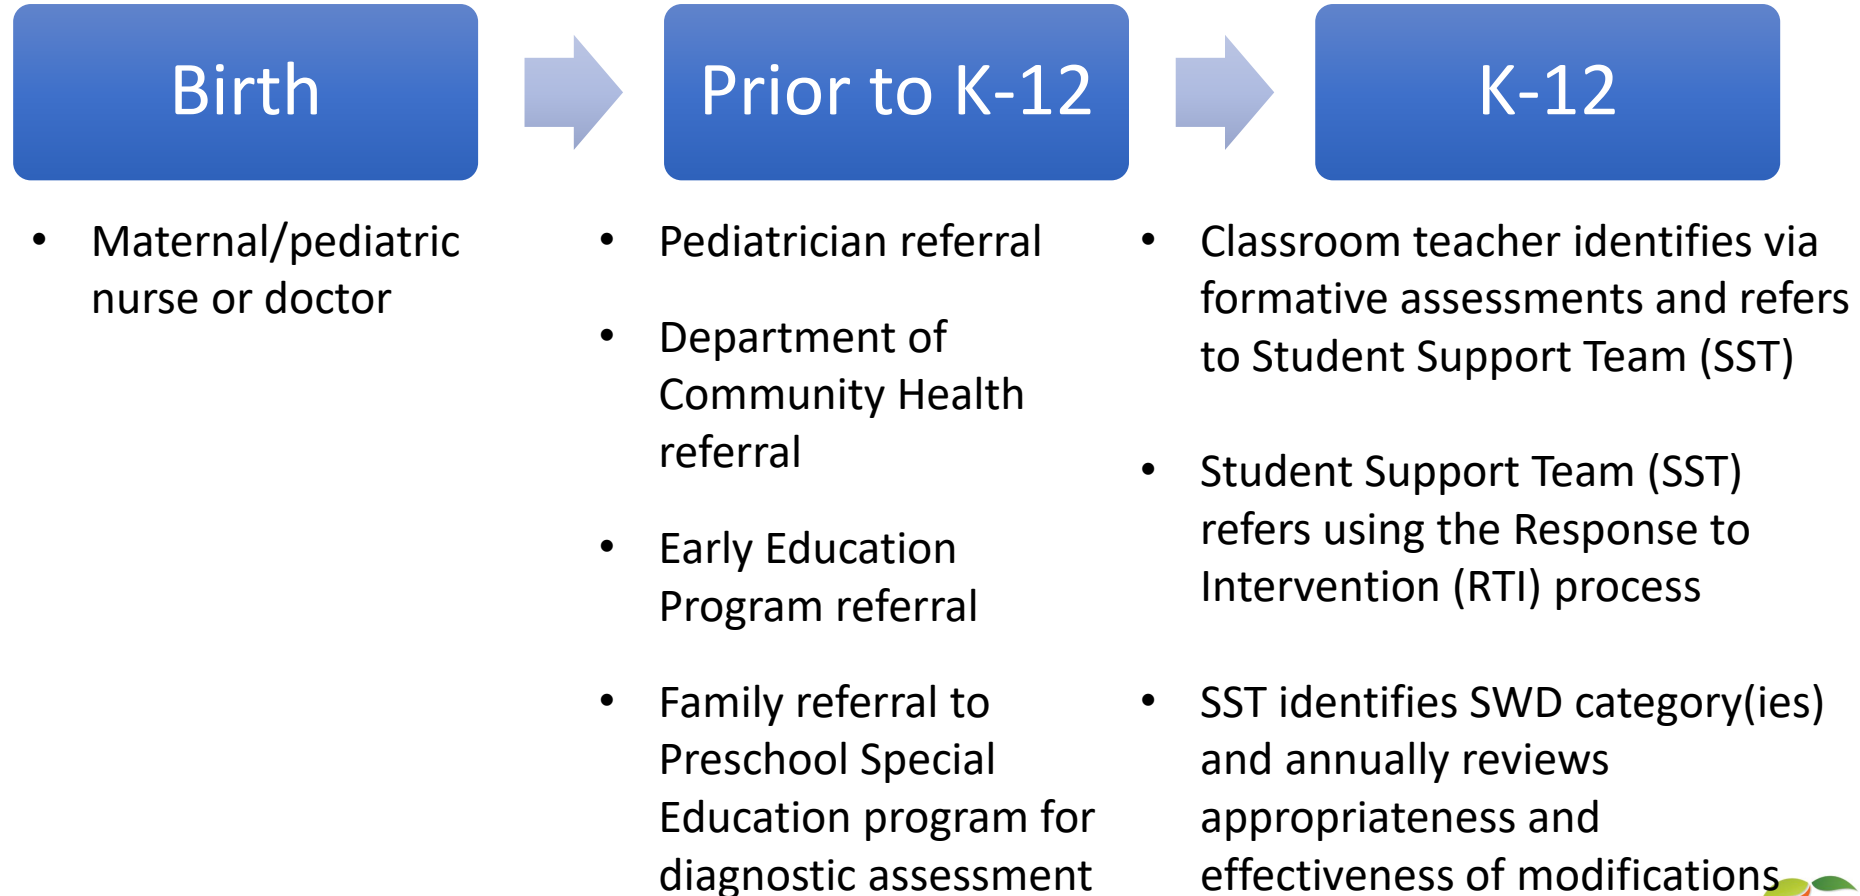 Birth
Prior to K-12
K-12
• Maternal/pediatric
nurse or doctor
• Pediatrician referral
• Department of
Community Health
referral
• Early Education
Program referral
• Family referral to
Preschool Special
Education program for
diagnostic assessment
• Classroom teacher identifies via
formative assessments and refers
to Student Support Team (SST)
• Student Support Team (SST)
refers using the Response to
Intervention (RTI) process
• SST identifies SWD category(ies)
and annually reviews
appropriateness and
effectiveness of modifications